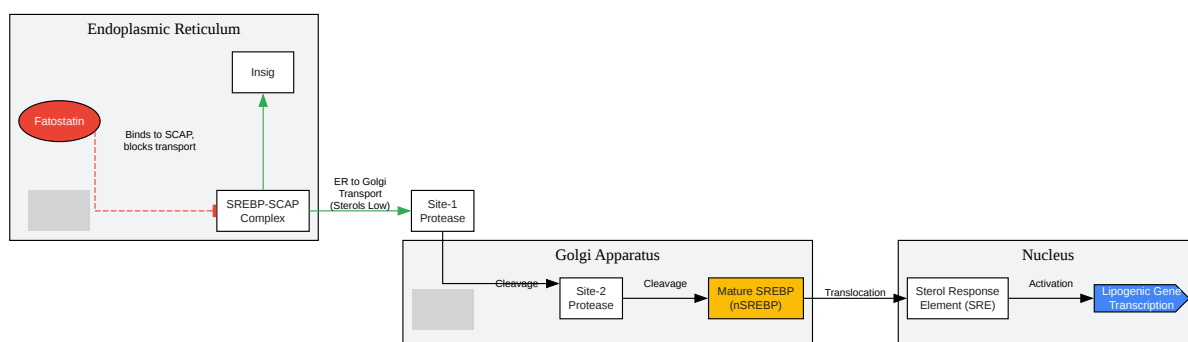 Endoplasmic Reticulum
Insig
Fatostatin
Binds to SCAP,
blocks transport
SREBP-SCAP
Complex
ER to Golgi
Transport
(Sterols Low)
Site-1
Protease
Golgi Apparatus
Cleavage
Site-2
Protease
Cleavage
Mature SREBP
(nSREBP)
Translocation
Nucleus
Sterol Response
Element (SRE)
Activation
Lipogenic Gene
Transcription